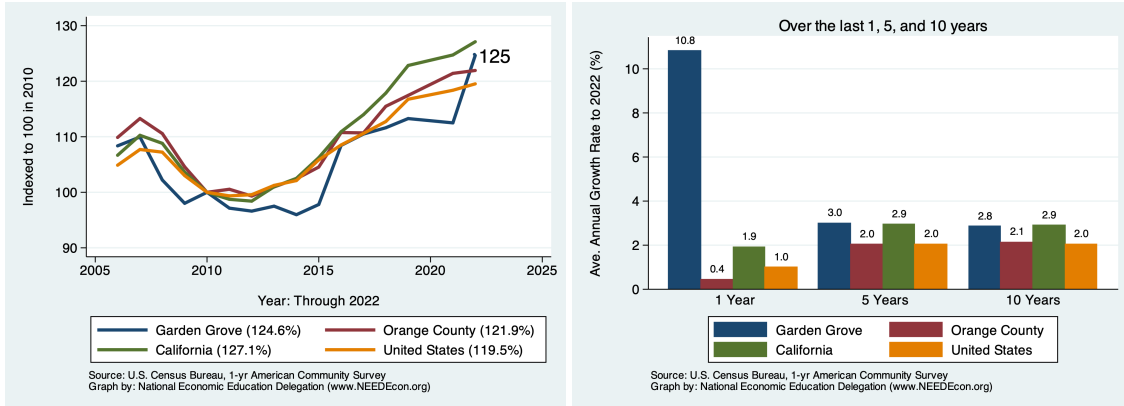 130
120
110
100
90
Indexed to 100 in 2010
125
2005
2010
2015
2020
2025
Year: Through 2022
Garden Grove (124.6%)
Orange County (121.9%)
California (127.1%)
United States (119.5%)
Source: U.S. Census Bureau, 1-yr American Community Survey
Graph by: National Economic Education Delegation (www.NEEDEcon.org)
Over the last 1, 5, and 10 years
Ave. Annual Growth Rate to 2022 (%)
10
8
6
4
2
0
10.8
0.4
1.9
1.0
3.0
2.0
2.9
2.0
2.8
2.1
2.9
2.0
1 Year
5 Years
10 Years
Garden Grove
Orange County
California
United States
Source: U.S. Census Bureau, 1-yr American Community Survey
Graph by: National Economic Education Delegation (www.NEEDEcon.org)